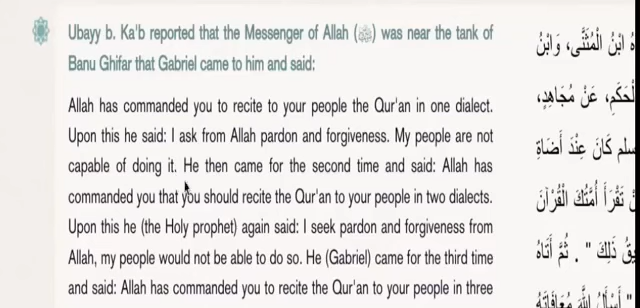 Ubayy b. Ka'b reported that the Messenger of Allah (ﷺ) was near the tank of
Banu Ghifar that Gabriel came to him and said:
Allah has commanded you to recite to your people the Qur'an in one dialect.
Upon this he said: I ask from Allah pardon and forgiveness. My people are not
capable of doing it. He then came for the second time and said: Allah has
commanded you that you should recite the Qur'an to your people in two dialects.
Upon this he (the Holy prophet) again said: I seek pardon and forgiveness from
Allah, my people would not be able to do so. He (Gabriel) came for the third time
and said: Allah has commanded you to recite the Qur'an to your people in three
ابْنُ الْمُثَنَّى، وَابْنُ
الْحَكَمِ، عَنْ مُجَاهِدٍ،
سلم كَانَ عِنْدَ أَضَاةِ
تَقْرَأَ أُمَّتُكَ الْقُرْآنَ
ذَلِكَ " . ثُمَّ أَتَاهُ
أَسْأَلُ اللَّهَ مُعَافَاتَهُ